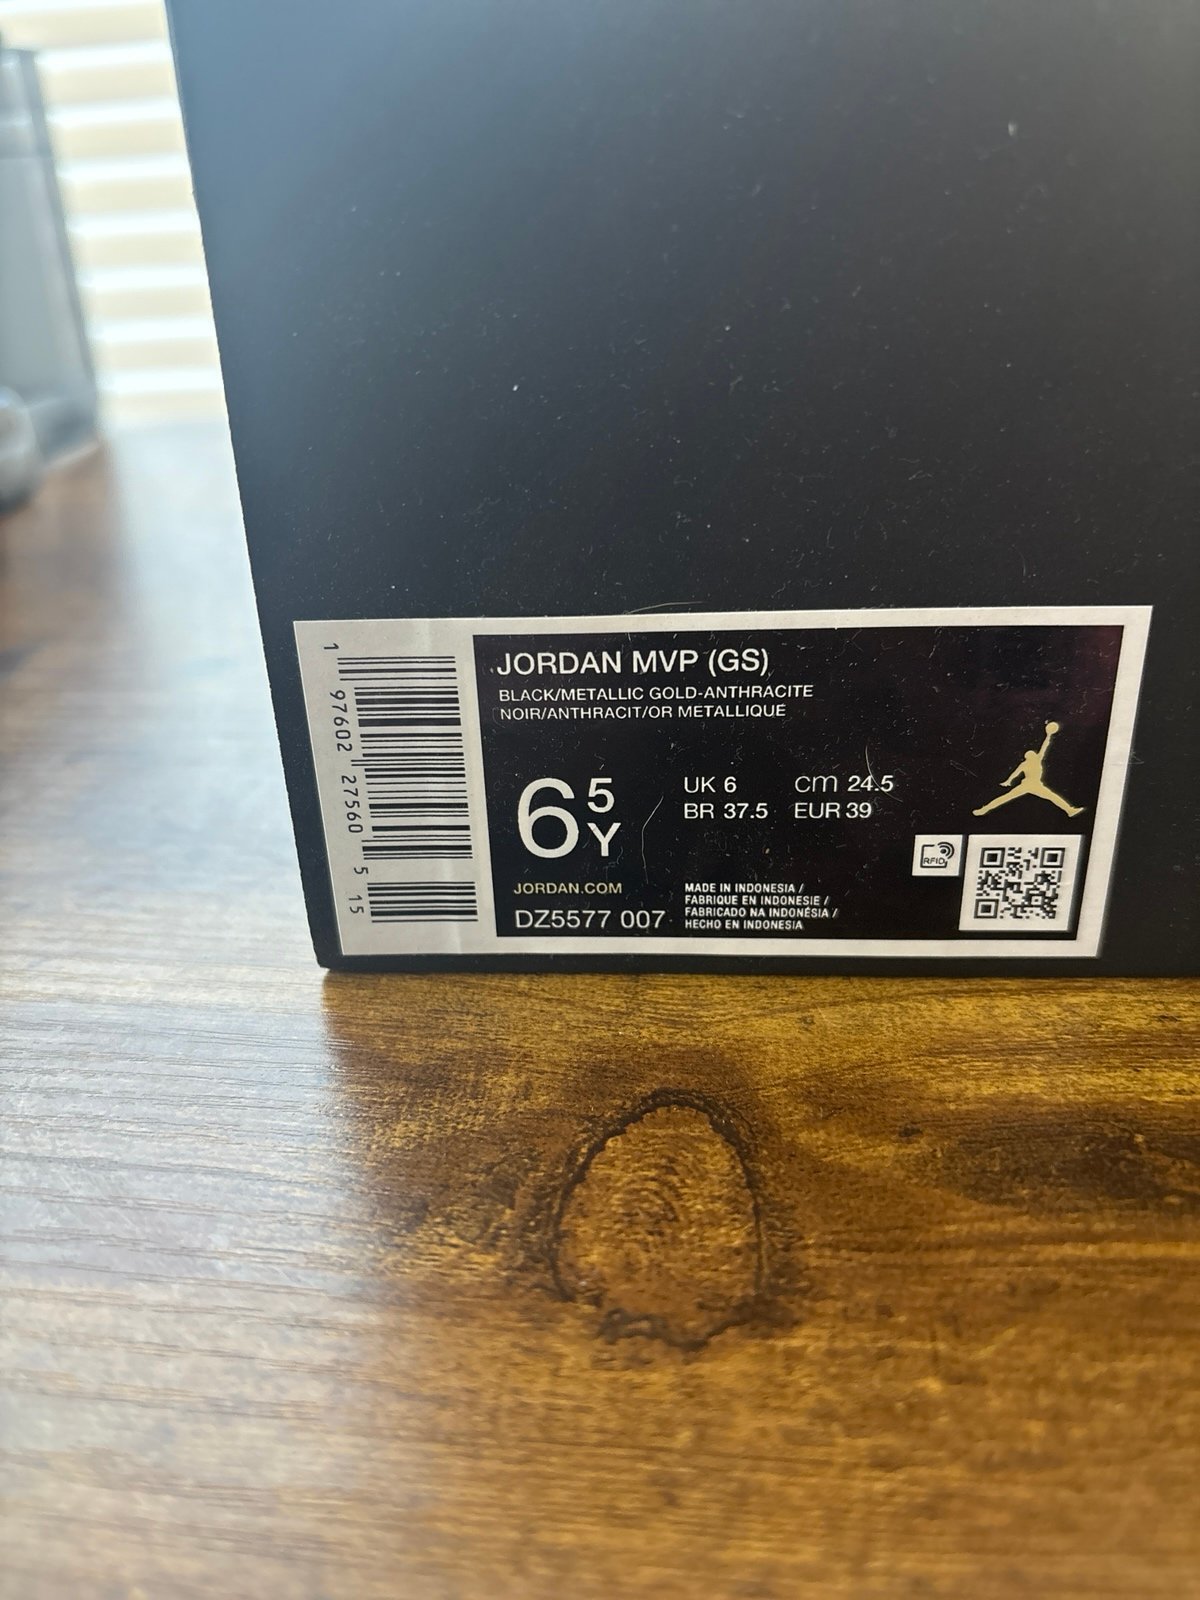 JORDAN MVP (GS)
BLACK/METALLIC GOLD-ANTHRACITE
NOIR/ANTHRACIT/OR METALLIQUE
6 5Y
UK 6 cm 24.5
BR 37.5 EUR 39
RFID
JORDAN.COM
DZ5577 007
MADE IN INDONESIA /
FABRIQUE EN INDONESIE /
FABRICADO NA INDONÉSIA /
HECHO EN INDONESIA
1 97602 27560 5 15